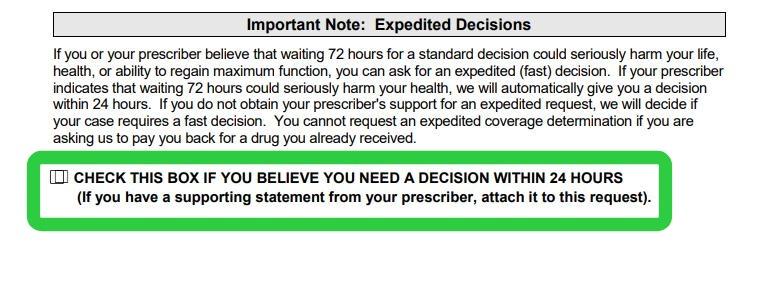 Important Note: Expedited Decisions
If you or your prescriber believe that waiting 72 hours for a standard decision could seriously harm your life,
health, or ability to regain maximum function, you can ask for an expedited (fast) decision. If your prescriber
indicates that waiting 72 hours could seriously harm your health, we will automatically give you a decision
within 24 hours. If you do not obtain your prescriber's support for an expedited request, we will decide if
your case requires a fast decision. You cannot request an expedited coverage determination if you are
asking us to pay you back for a drug you already received.
CHECK THIS BOX IF YOU BELIEVE YOU NEED A DECISION WITHIN 24 HOURS
(If you have a supporting statement from your prescriber, attach it to this request).